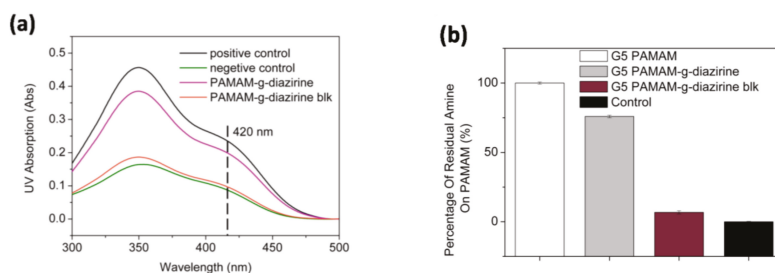 (a)
UV Absorption (Abs)
0.5
0.4
0.3
0.2
0.1
0.0
positive control
negetive control
PAMAM-g-diazirine
PAMAM-g-diazirine blk
420 nm
300
350
400
450
500
Wavelength (nm)
(b)
Percentage Of Residual Amine
On PAMAM (%)
100
75
50
25
0
G5 PAMAM
G5 PAMAM-g-diazirine
G5 PAMAM-g-diazirine blk
Control